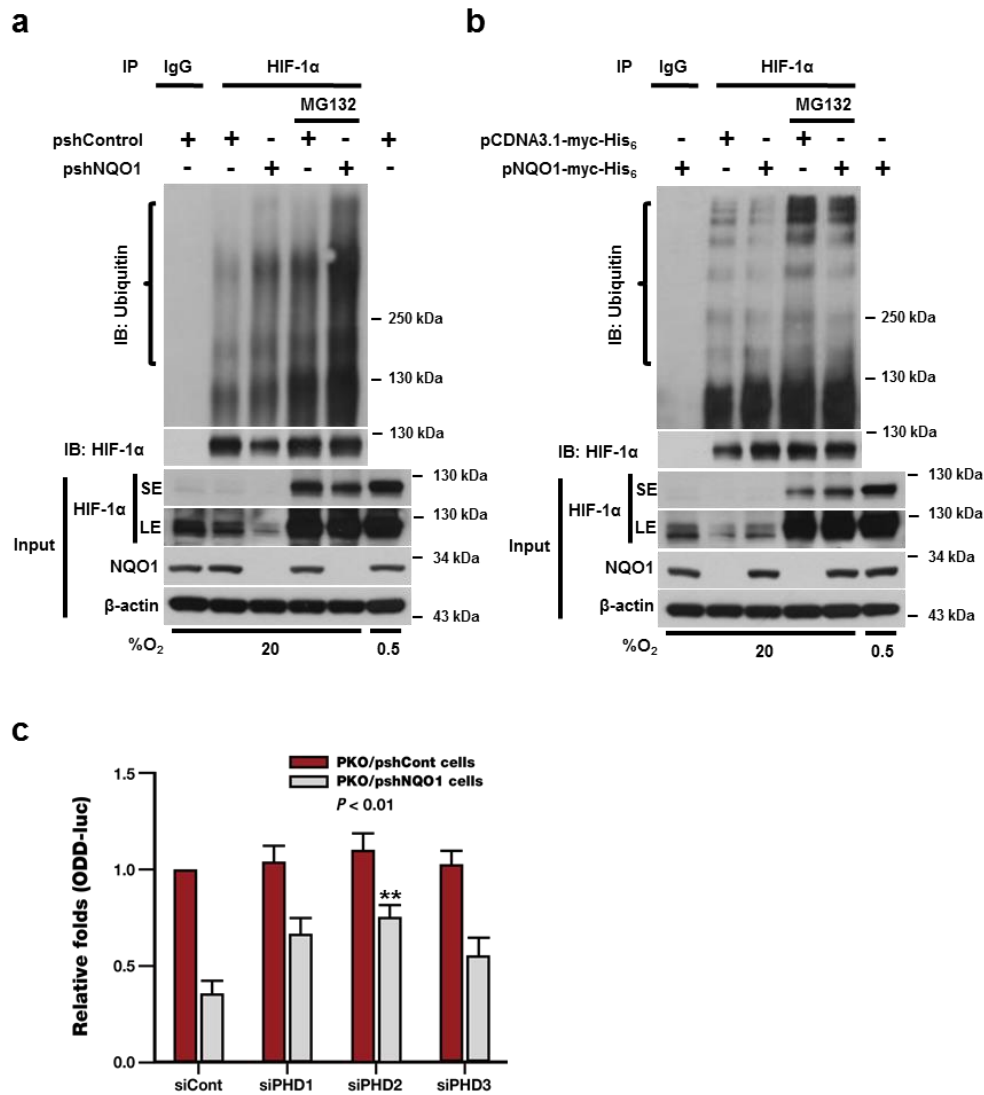 a
IP IgG HIF-1α
MG132
pshControl + + - + - +
pshNQO1 - - + - + -
IB: Ubiquitin
250 kDa
130 kDa
130 kDa
IB: HIF-1α
Input
HIF-1α
SE
130 kDa
LE
130 kDa
NQO1
34 kDa
β-actin
43 kDa
%O₂ 20 0.5
b
IP IgG HIF-1α
MG132
pCDNA3.1-myc-His₆ - + - + - -
pNQO1-myc-His₆ + - + - + +
IB: Ubiquitin
250 kDa
130 kDa
130 kDa
IB: HIF-1α
Input
HIF-1α
SE
130 kDa
LE
130 kDa
NQO1
34 kDa
β-actin
43 kDa
%O₂ 20 0.5
c
PKO/pshCont cells
PKO/pshNQO1 cells
P < 0.01
Relative folds (ODD-luc)
1.5
1.0
0.5
0.0
**
siCont siPHD1 siPHD2 siPHD3